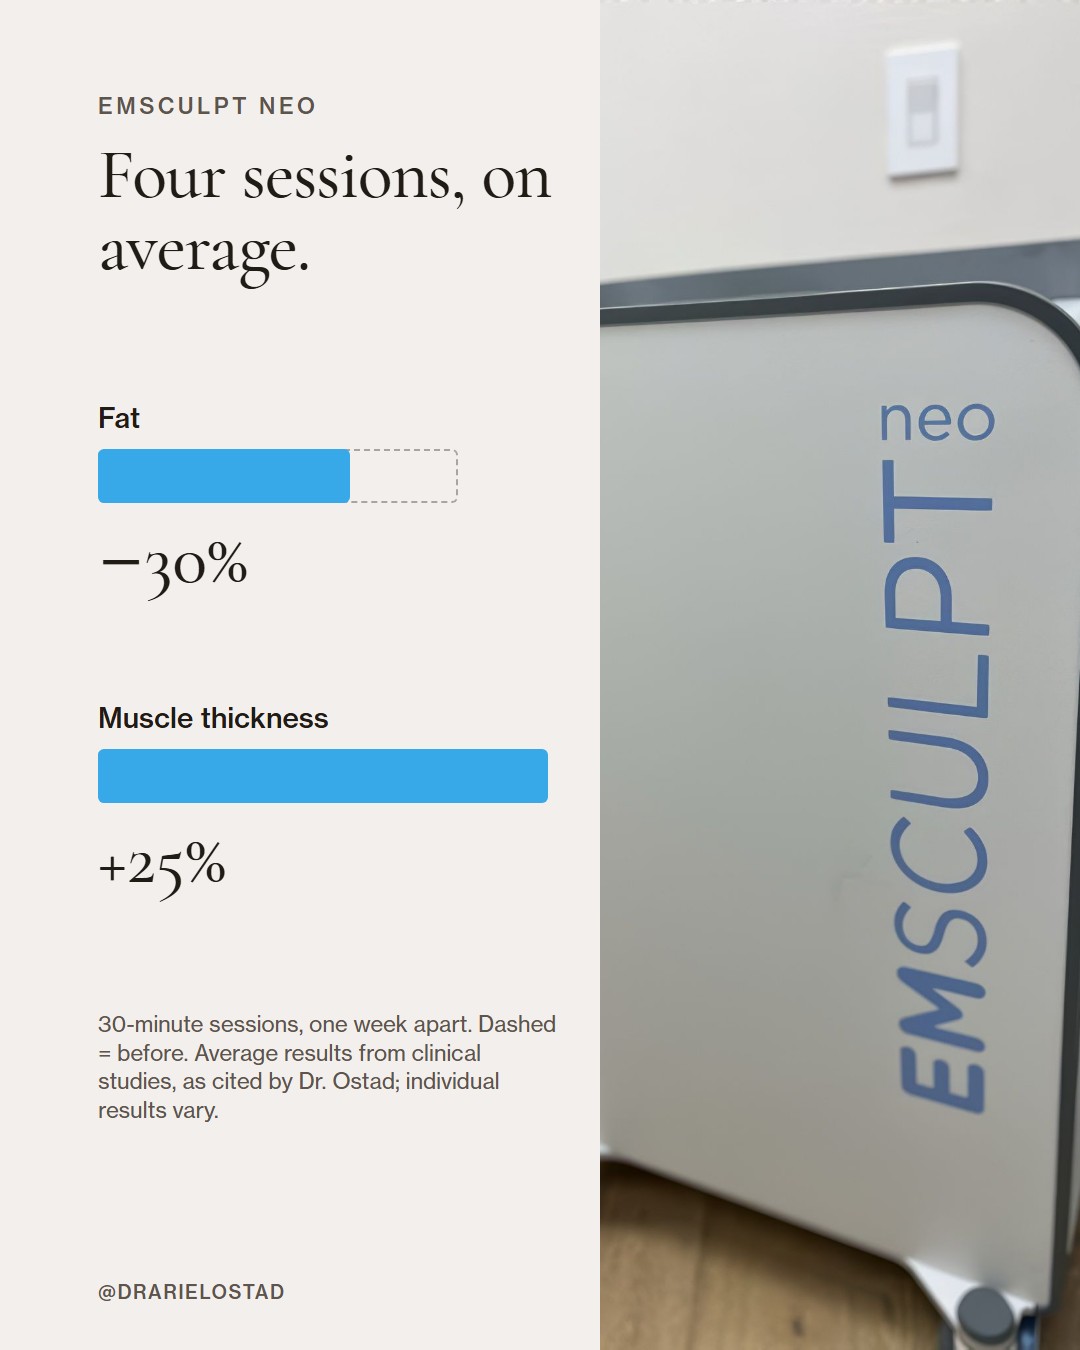 EMSCULPT NEO
Four sessions, on
average.
Fat
−30%
Muscle thickness
+25%
30-minute sessions, one week apart. Dashed
= before. Average results from clinical
studies, as cited by Dr. Ostad; individual
results vary.
@DRARIELOSTAD
EMSCULPT
neo